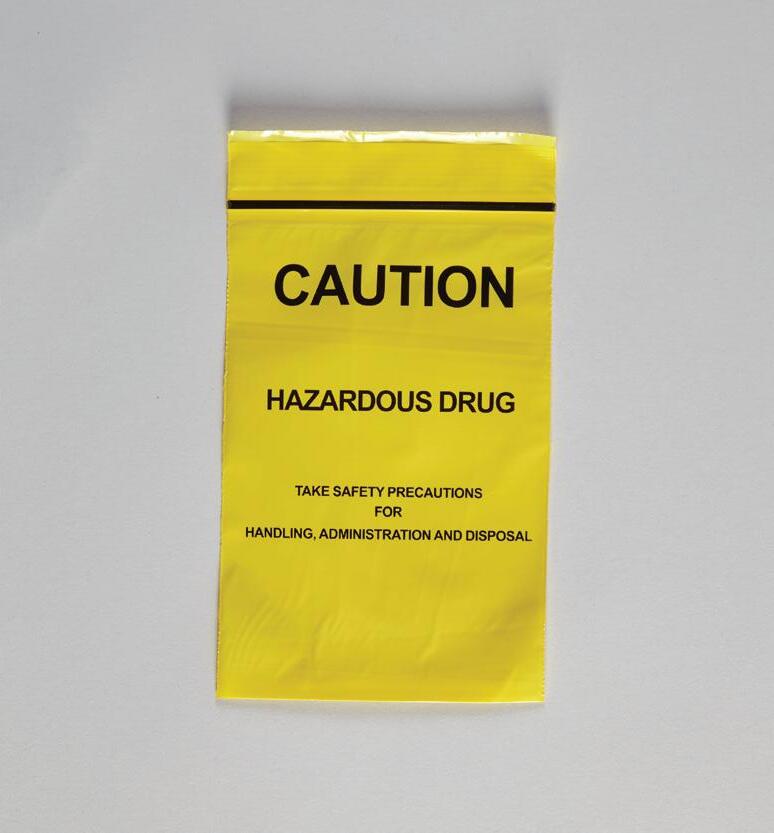 CAUTION
HAZARDOUS DRUG
TAKE SAFETY PRECAUTIONS
FOR
HANDLING, ADMINISTRATION AND DISPOSAL